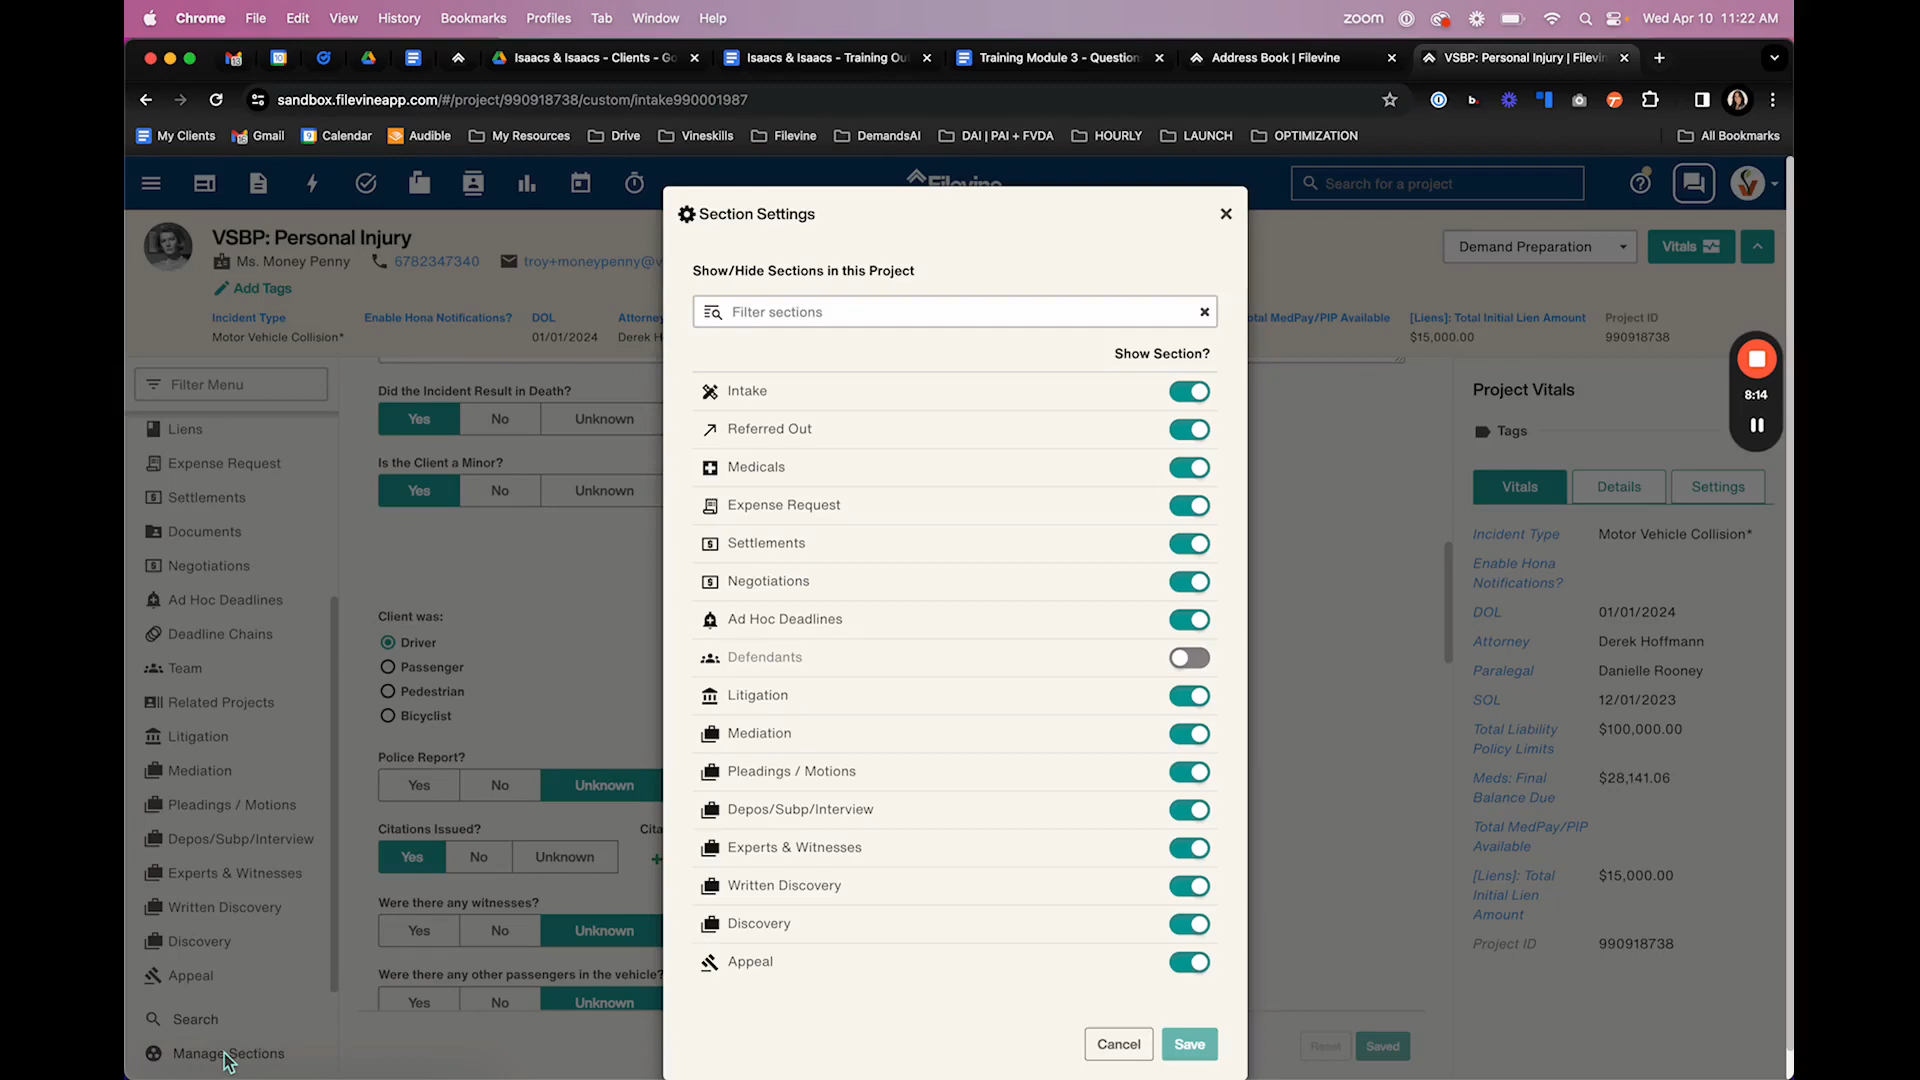 Chrome File Edit View History Bookmarks Profiles Tab Window Help
zoom Wed Apr 10 11:22 AM
Isaacs & Isaacs - Clients - Go
Isaacs & Isaacs - Training Ou
Training Module 3 - Question
Address Book | Filevine
VSBP: Personal Injury | Filevin
sandbox.filevineapp.com/#/project/990918738/custom/intake990001987
My Clients Gmail Calendar Audible My Resources Drive Vineskills Filevine DemandsAI DAI | PAI + FVDA HOURLY LAUNCH OPTIMIZATION All Bookmarks
Filevine
Search for a project
VSBP: Personal Injury
Ms. Money Penny 6782347340 troy+moneypenny@v
Add Tags
Demand Preparation
Vitals
Incident Type
Motor Vehicle Collision*
Enable Hona Notifications?
DOL
01/01/2024
Attorney
Derek H
otal MedPay/PIP Available
[Liens]: Total Initial Lien Amount
$15,000.00
Project ID
990918738
Filter Menu
Liens
Expense Request
Settlements
Documents
Negotiations
Ad Hoc Deadlines
Deadline Chains
Team
Related Projects
Litigation
Mediation
Pleadings / Motions
Depos/Subp/Interview
Experts & Witnesses
Written Discovery
Discovery
Appeal
Search
Manage Sections
Did the Incident Result in Death?
Yes No Unknown
Is the Client a Minor?
Yes No Unknown
Client was:
Driver
Passenger
Pedestrian
Bicyclist
Police Report?
Yes No Unknown
Citations Issued? Cita
Yes No Unknown
Were there any witnesses?
Yes No Unknown
Were there any other passengers in the vehicle?
Yes No Unknown
Section Settings
Show/Hide Sections in this Project
Filter sections
Show Section?
Intake
Referred Out
Medicals
Expense Request
Settlements
Negotiations
Ad Hoc Deadlines
Defendants
Litigation
Mediation
Pleadings / Motions
Depos/Subp/Interview
Experts & Witnesses
Written Discovery
Discovery
Appeal
Cancel Save
Reset Saved
Project Vitals
Tags
Vitals Details Settings
Incident Type Motor Vehicle Collision*
Enable Hona
Notifications?
DOL 01/01/2024
Attorney Derek Hoffmann
Paralegal Danielle Rooney
SOL 12/01/2023
Total Liability $100,000.00
Policy Limits
Meds: Final $28,141.06
Balance Due
Total MedPay/PIP
Available
[Liens]: Total $15,000.00
Initial Lien
Amount
Project ID 990918738
8:14